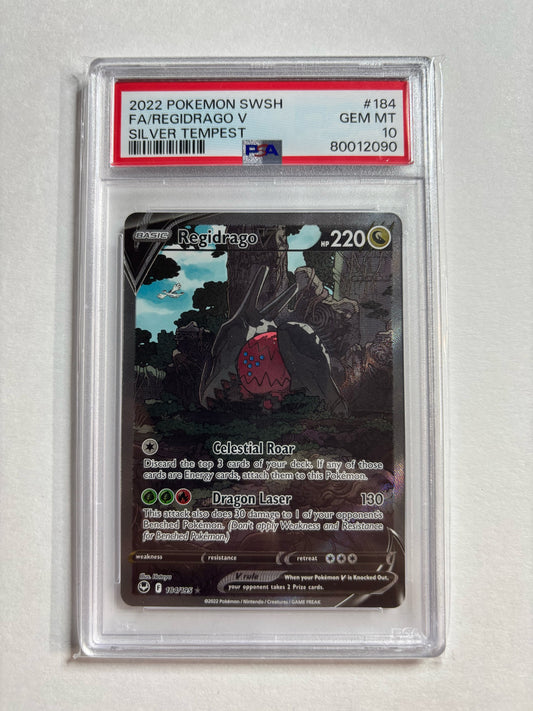 2022 POKEMON SWSH #184
FA/REGIDRAGO V GEM MT
SILVER TEMPEST 10
PSA 80012090
BASIC Regidrago HP 220
Celestial Roar
Discard the top 3 cards of your deck. If any of those
cards are Energy cards, attach them to this Pokémon.
Dragon Laser 130
This attack also does 30 damage to 1 of your opponent's
Benched Pokémon. (Don't apply Weakness and Resistance
for Benched Pokémon.)
weakness resistance retreat
V rule When your Pokémon V is Knocked Out,
your opponent takes 2 Prize cards.
Illus.
F 184/195
©2022 Pokémon / Nintendo / Creatures / GAME FREAK